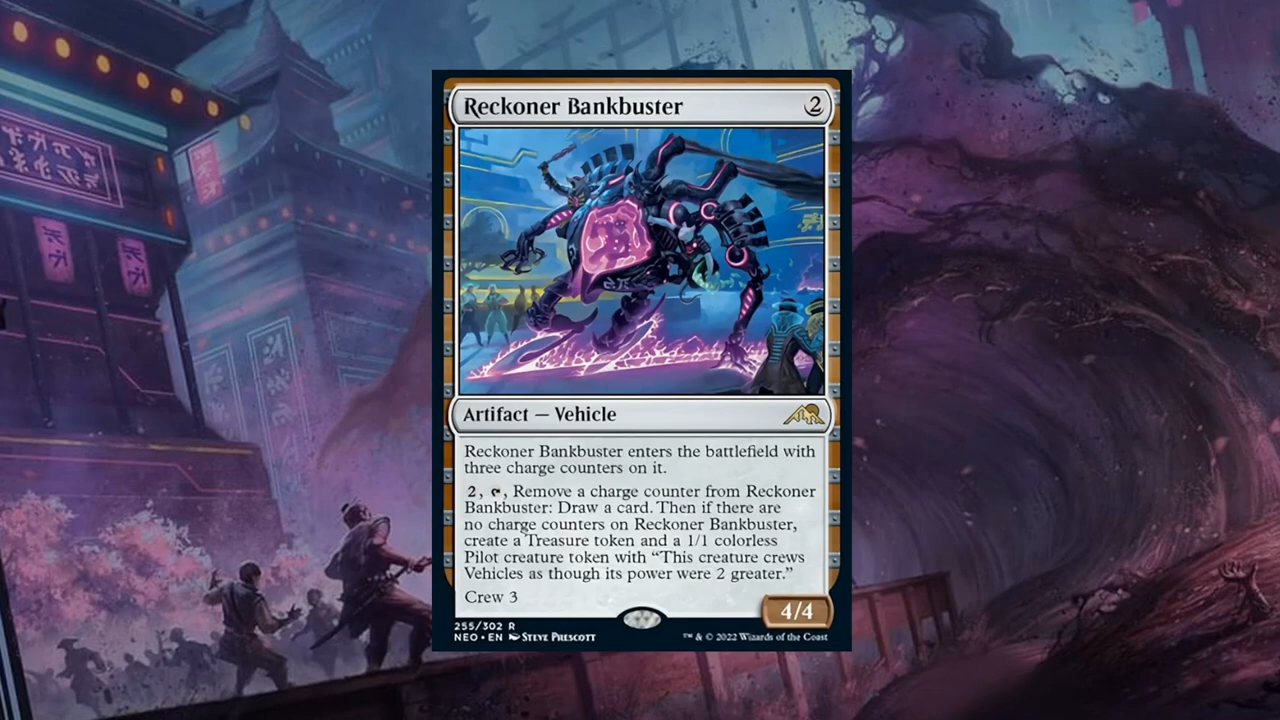 Reckoner Bankbuster 2
Artifact — Vehicle
Reckoner Bankbuster enters the battlefield with
three charge counters on it.
2, , Remove a charge counter from Reckoner
Bankbuster: Draw a card. Then if there are
no charge counters on Reckoner Bankbuster,
create a Treasure token and a 1/1 colorless
Pilot creature token with “This creature crews
Vehicles as though its power were 2 greater.”
Crew 3
4/4
255/302 R
NEO • EN STEVE PRESCOTT
™ & © 2022 Wizards of the Coast